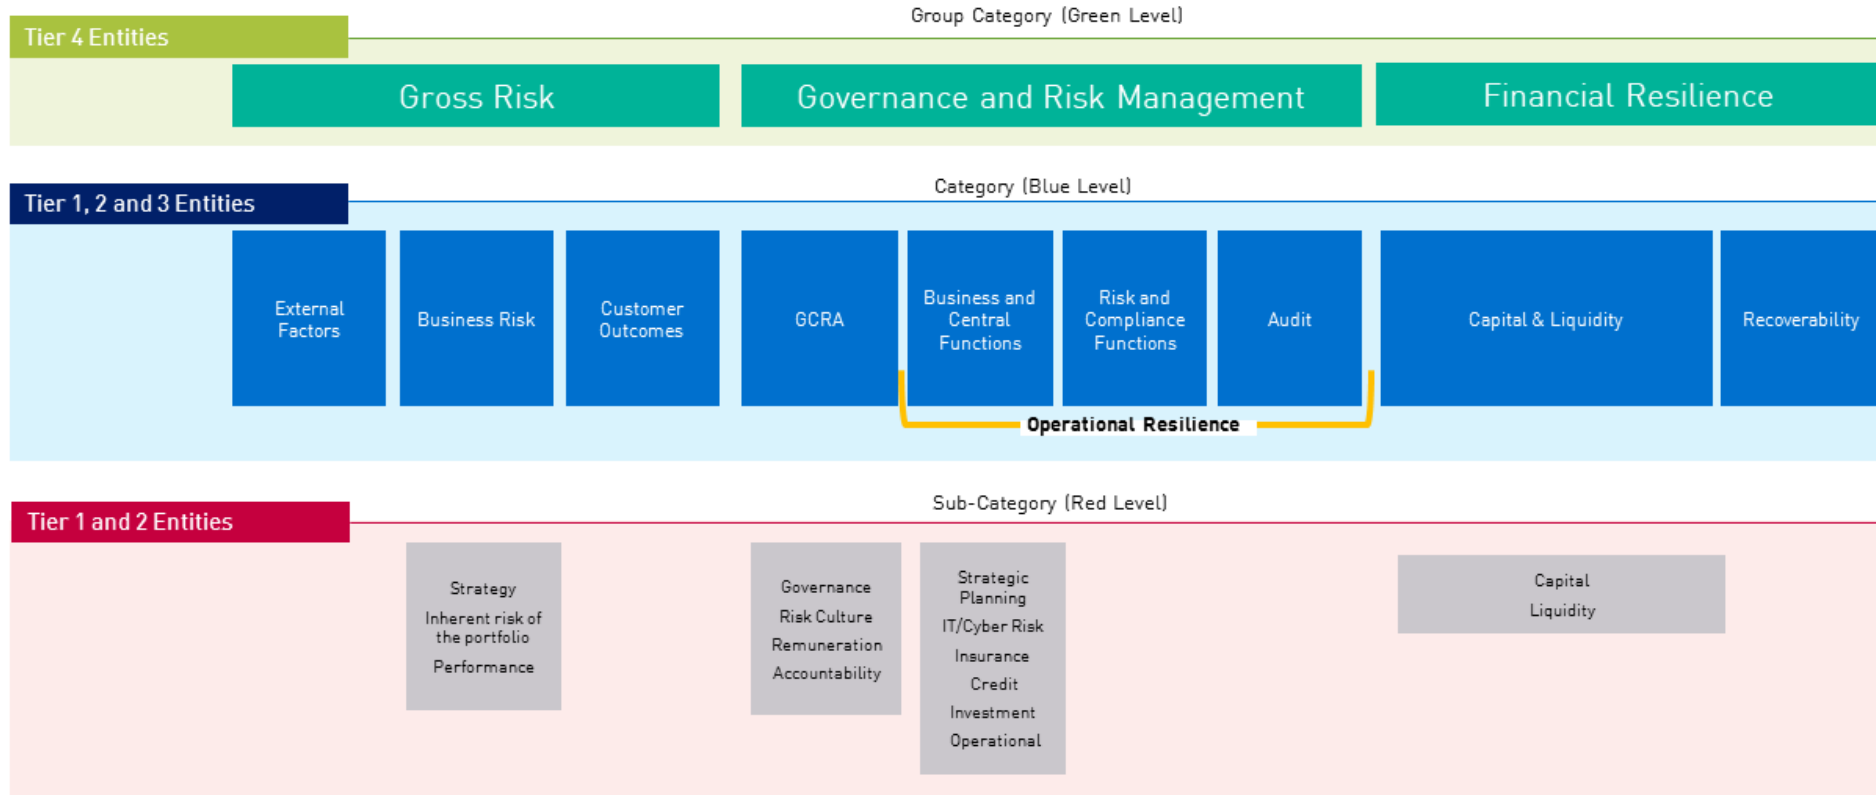 Group Category (Green Level)
Tier 4 Entities
Gross Risk
Governance and Risk Management
Financial Resilience
Category (Blue Level)
Tier 1, 2 and 3 Entities
External
Factors
Business Risk
Customer
Outcomes
GCRA
Business and
Central
Functions
Risk and
Compliance
Functions
Audit
Capital & Liquidity
Recoverability
Operational Resilience
Sub-Category (Red Level)
Tier 1 and 2 Entities
Strategy
Inherent risk of
the portfolio
Performance
Governance
Risk Culture
Remuneration
Accountability
Strategic
Planning
IT/Cyber Risk
Insurance
Credit
Investment
Operational
Capital
Liquidity